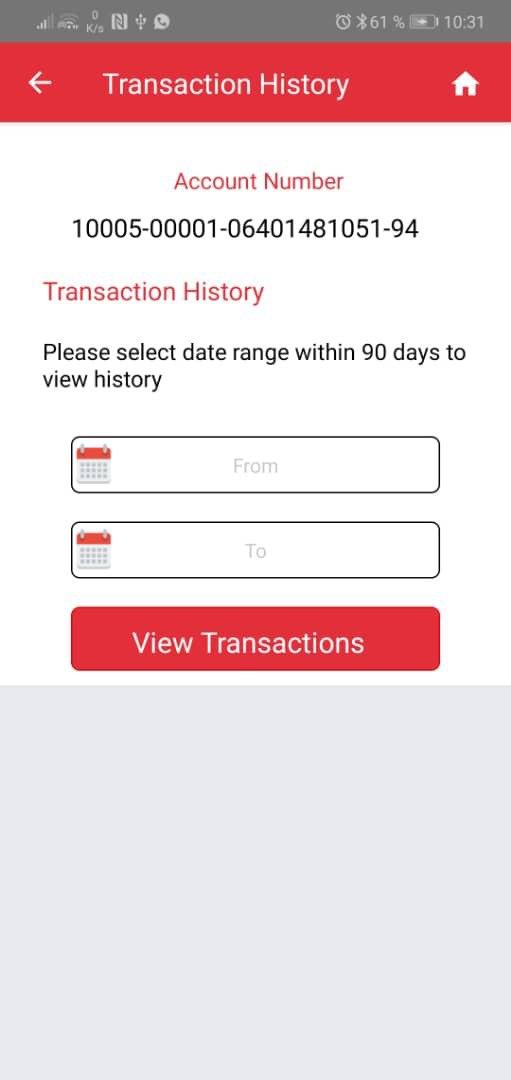 0
K/s
61 %
10:31
Transaction History
Account Number
10005-00001-06401481051-94
Transaction History
Please select date range within 90 days to
view history
From
To
View Transactions